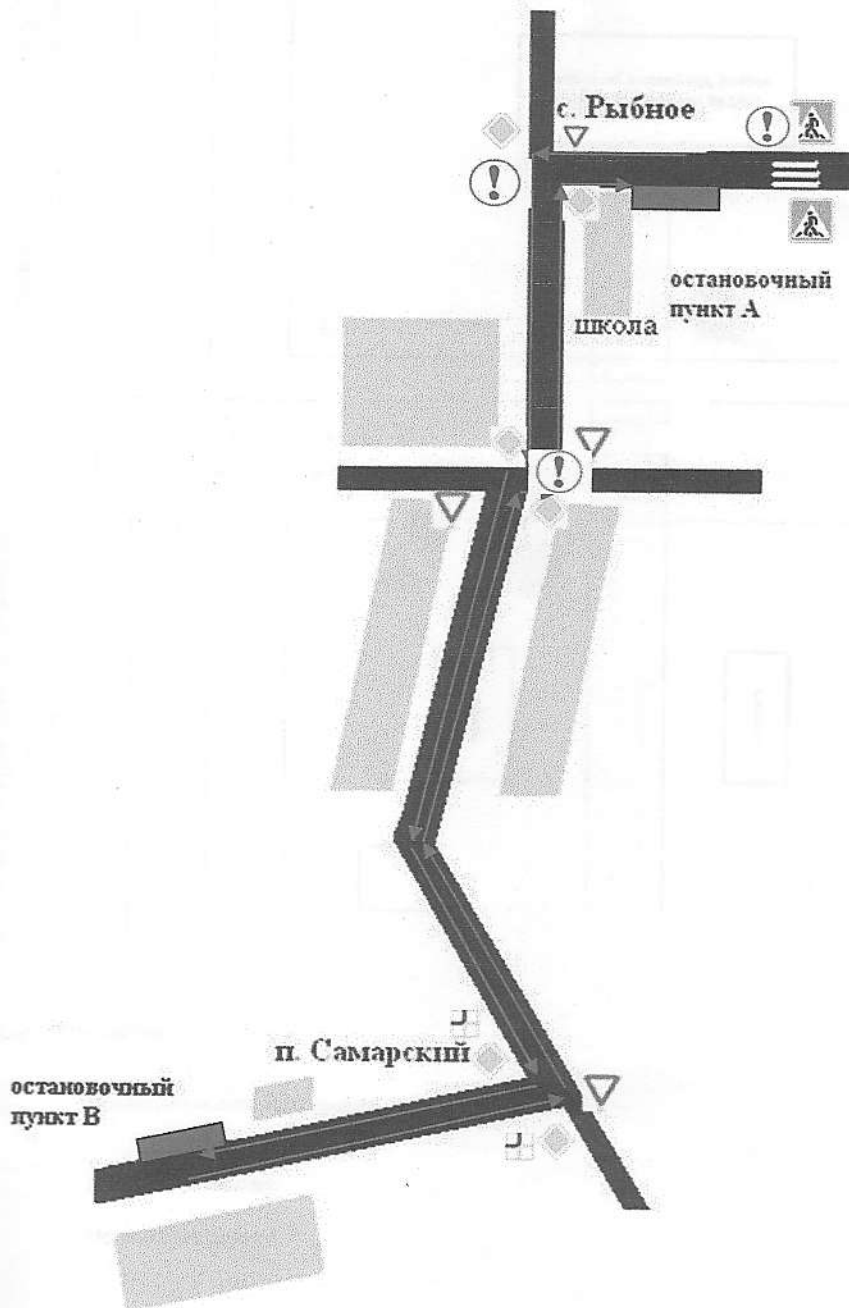 с. Рыбное
остановочный
пункт А
школа
п. Самарский
остановочный
пункт В